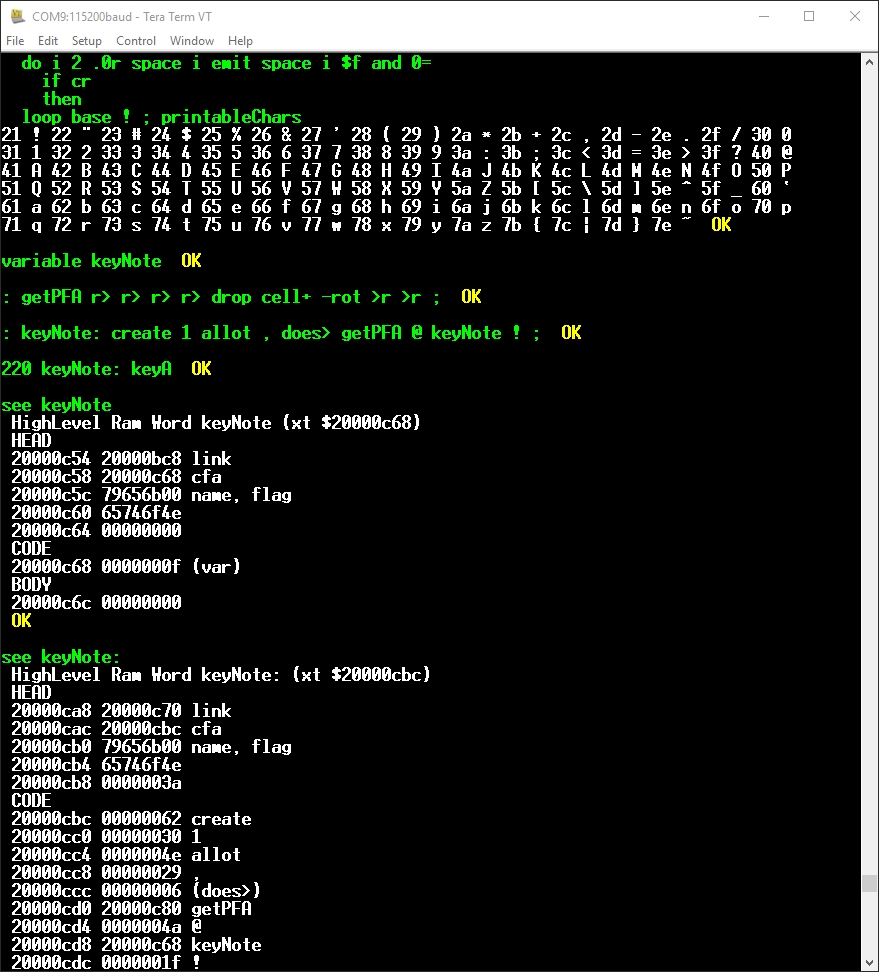 COM9:115200baud - Tera Term VT
File Edit Setup Control Window Help
do i 2 .0r space i emit space i $f and 0=
if cr
then
loop base ! ; printableChars
21 ! 22 " 23 # 24 $ 25 % 26 & 27 ' 28 ( 29 ) 2a * 2b + 2c , 2d - 2e . 2f / 30 0
31 1 32 2 33 3 34 4 35 5 36 6 37 7 38 8 39 9 3a : 3b ; 3c < 3d = 3e > 3f ? 40 @
41 A 42 B 43 C 44 D 45 E 46 F 47 G 48 H 49 I 4a J 4b K 4c L 4d M 4e N 4f O 50 P
51 Q 52 R 53 S 54 T 55 U 56 V 57 W 58 X 59 Y 5a Z 5b [ 5c \ 5d ] 5e ^ 5f _ 60 `
61 a 62 b 63 c 64 d 65 e 66 f 67 g 68 h 69 i 6a j 6b k 6c l 6d m 6e n 6f o 70 p
71 q 72 r 73 s 74 t 75 u 76 v 77 w 78 x 79 y 7a z 7b { 7c ¦ 7d } 7e ~ OK
variable keyNote OK
: getPFA r> r> r> r> drop cell+ -rot >r >r ; OK
: keyNote: create 1 allot , does> getPFA @ keyNote ! ; OK
220 keyNote: keyA OK
see keyNote
HighLevel Ram Word keyNote (xt $20000c68)
HEAD
20000c54 20000bc8 link
20000c58 20000c68 cfa
20000c5c 79656b00 name, flag
20000c60 65746f4e
20000c64 00000000
CODE
20000c68 0000000f (var)
BODY
20000c6c 00000000
OK
see keyNote:
HighLevel Ram Word keyNote: (xt $20000cbc)
HEAD
20000ca8 20000c70 link
20000cac 20000cbc cfa
20000cb0 79656b00 name, flag
20000cb4 65746f4e
20000cb8 0000003a
CODE
20000cbc 00000062 create
20000cc0 00000030 1
20000cc4 0000004e allot
20000cc8 00000029 ,
20000ccc 00000006 (does>)
20000cd0 20000c80 getPFA
20000cd4 0000004a @
20000cd8 20000c68 keyNote
20000cdc 0000001f !